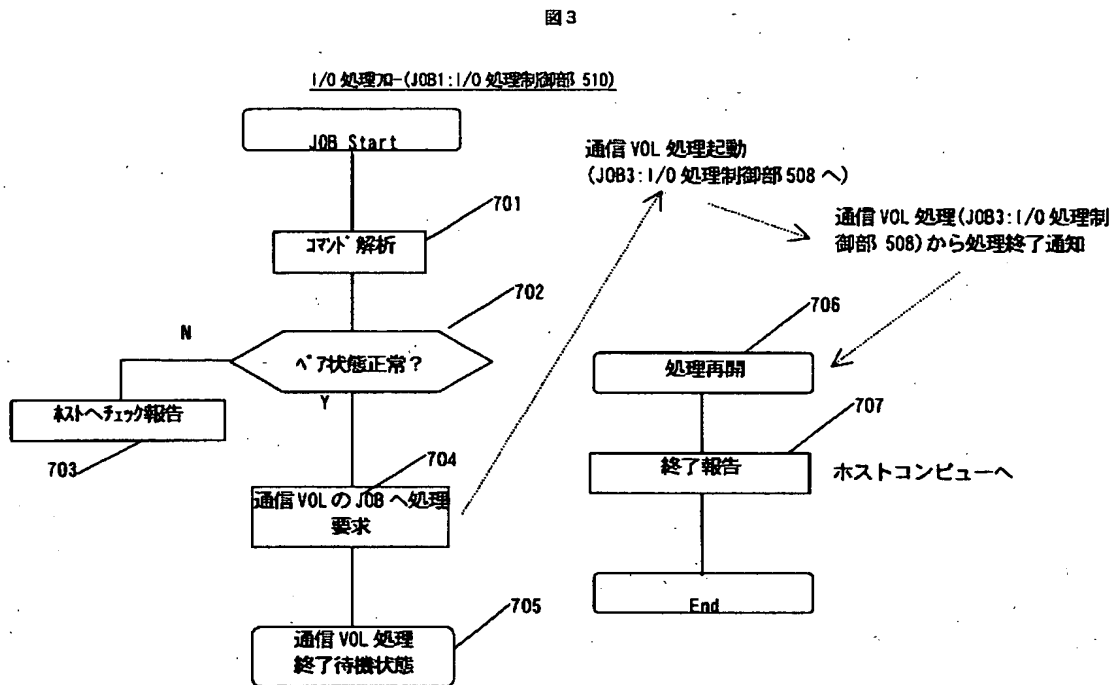 図3
I/O 処理フロー(JOB1:I/O 処理制御部 510)
JOB Start
701
コマンド 解析
702
N
ペア状態正常?
Y
ホストへチェック報告
703
704
通信 VOL の JOB へ処理
要求
705
通信 VOL 処理
終了待機状態
通信 VOL 処理起動
(JOB3:I/O 処理制御部 508 へ)
通信 VOL 処理(JOB3:I/O 処理制
御部 508)から処理終了通知
706
処理再開
707
終了報告
ホストコンピューへ
End